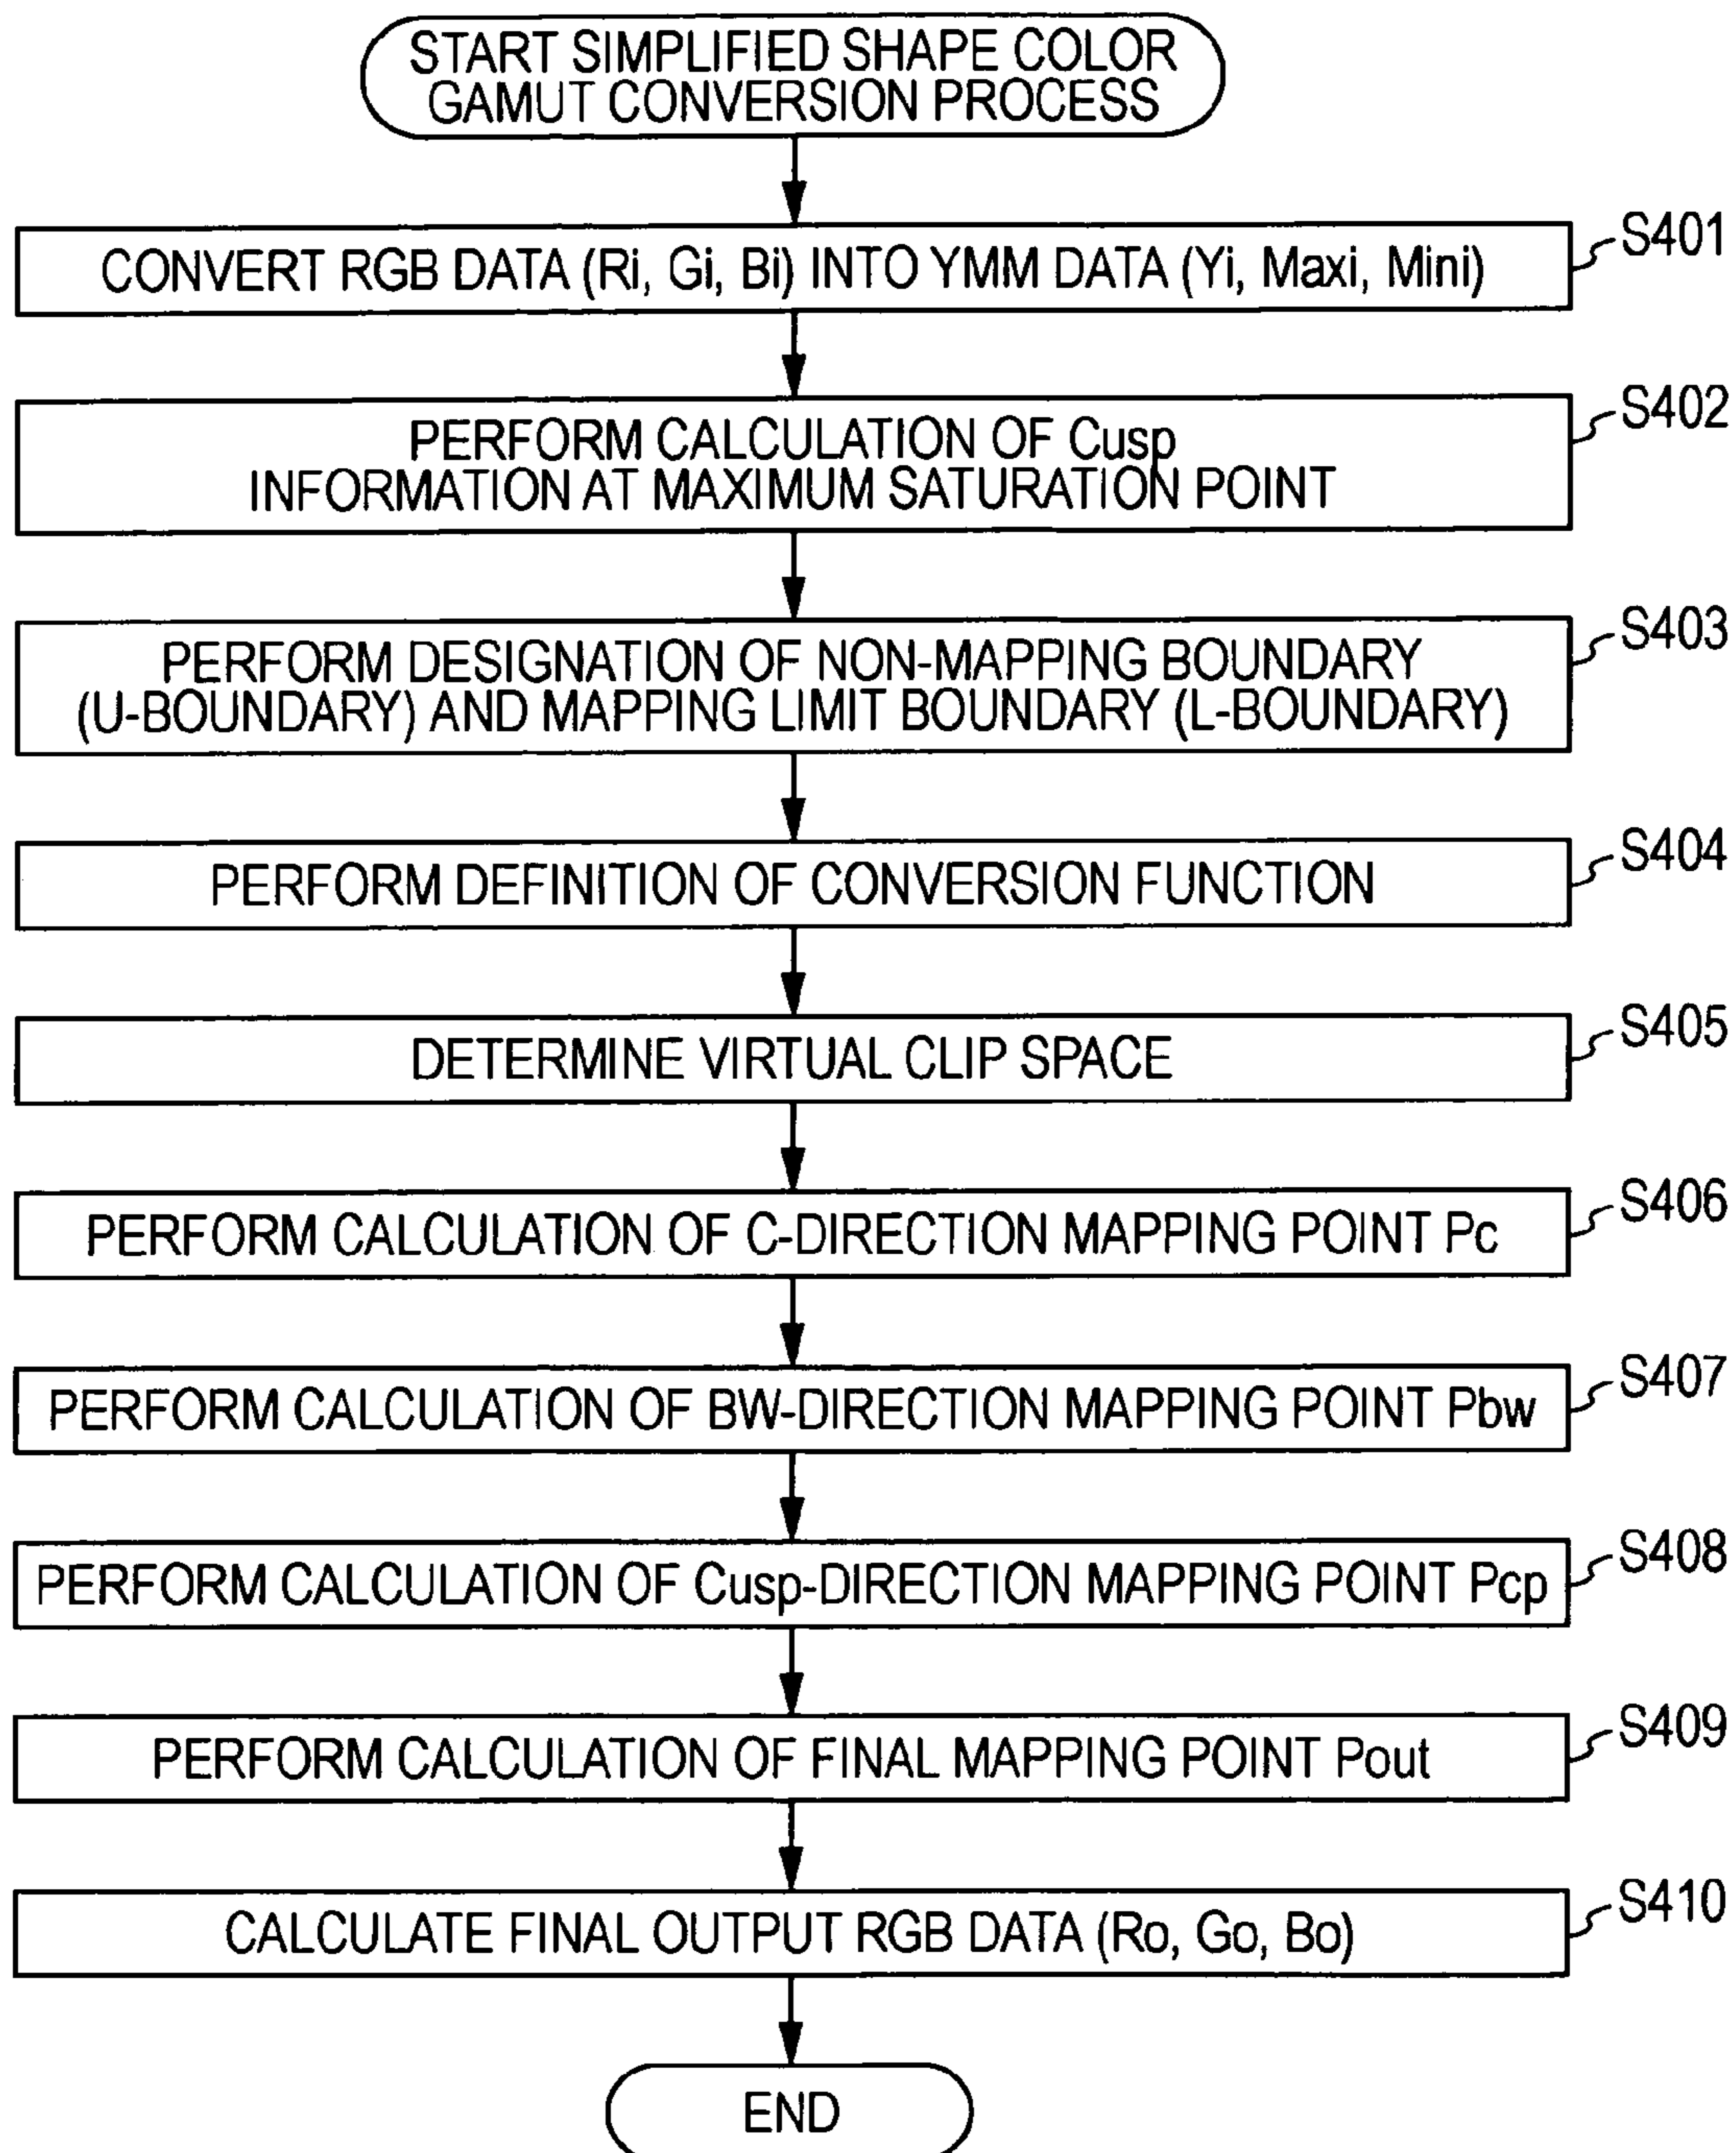 START SIMPLIFIED SHAPE COLOR
GAMUT CONVERSION PROCESS
CONVERT RGB DATA (Ri, Gi, Bi) INTO YMM DATA (Yi, Maxi, Mini)
S401
PERFORM CALCULATION OF Cusp
INFORMATION AT MAXIMUM SATURATION POINT
S402
PERFORM DESIGNATION OF NON-MAPPING BOUNDARY
(U-BOUNDARY) AND MAPPING LIMIT BOUNDARY (L-BOUNDARY)
S403
PERFORM DEFINITION OF CONVERSION FUNCTION
S404
DETERMINE VIRTUAL CLIP SPACE
S405
PERFORM CALCULATION OF C-DIRECTION MAPPING POINT Pc
S406
PERFORM CALCULATION OF BW-DIRECTION MAPPING POINT Pbw
S407
PERFORM CALCULATION OF Cusp-DIRECTION MAPPING POINT Pcp
S408
PERFORM CALCULATION OF FINAL MAPPING POINT Pout
S409
CALCULATE FINAL OUTPUT RGB DATA (Ro, Go, Bo)
S410
END